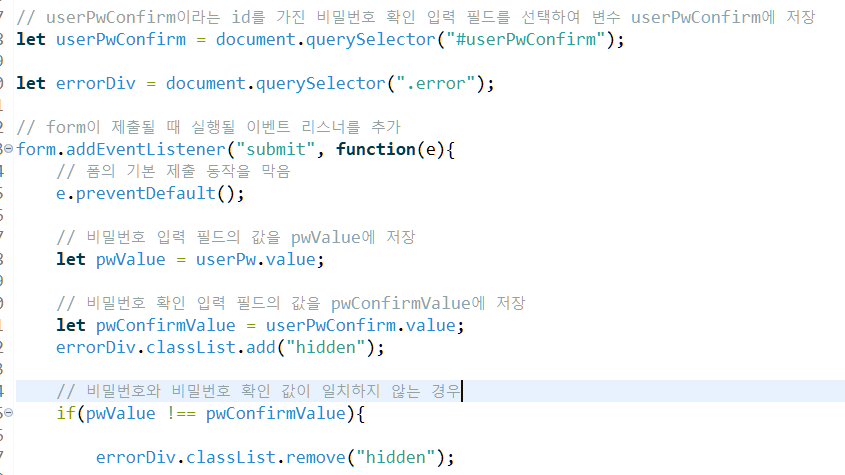 // userPwConfirm이라는 id를 가진 비밀번호 확인 입력 필드를 선택하여 변수 userPwConfirm에 저장
let userPwConfirm = document.querySelector("#userPwConfirm");
let errorDiv = document.querySelector(".error");
// form이 제출될 때 실행될 이벤트 리스너를 추가
form.addEventListener("submit", function(e){
// 폼의 기본 제출 동작을 막음
e.preventDefault();
// 비밀번호 입력 필드의 값을 pwValue에 저장
let pwValue = userPw.value;
// 비밀번호 확인 입력 필드의 값을 pwConfirmValue에 저장
let pwConfirmValue = userPwConfirm.value;
errorDiv.classList.add("hidden");
// 비밀번호와 비밀번호 확인 값이 일치하지 않는 경우
if(pwValue !== pwConfirmValue){
errorDiv.classList.remove("hidden");